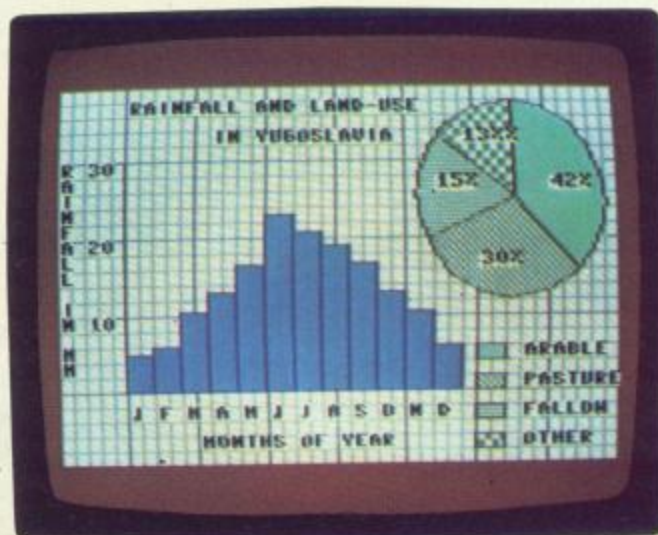 RAINFALL AND LAND-USE
IN YUGOSLAVIA
RAINFALL IN MM
30
20
10
J F M A M J J A S O N D
MONTHS OF YEAR
13%
42%
15%
30%
ARABLE
PASTURE
FALLOW
OTHER